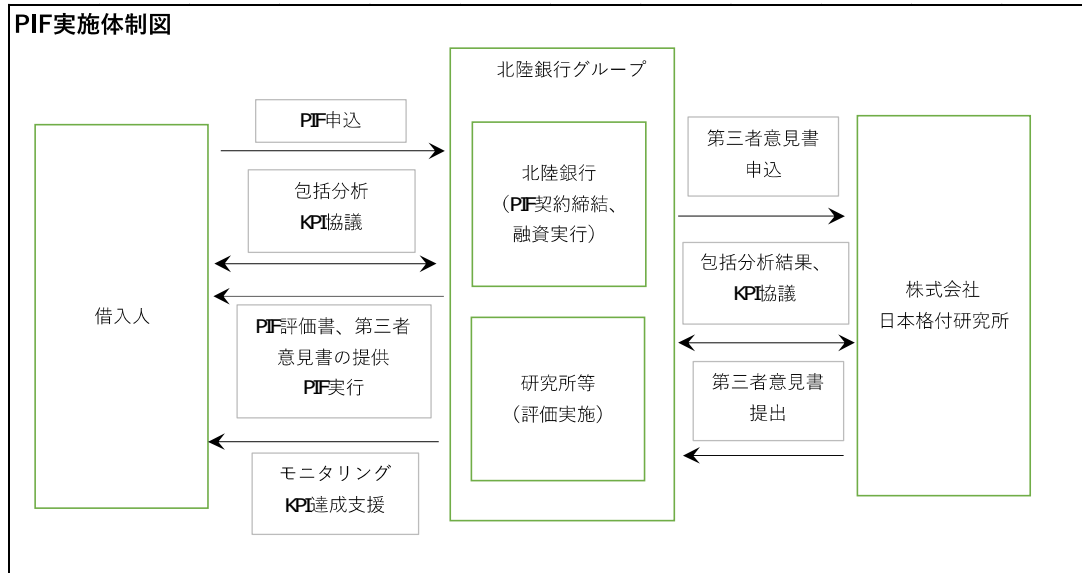 PIF実施体制図
北陸銀行グループ
PIF申込
包括分析
KPI協議
借入人
PIF評価書、第三者
意見書の提供
PIF実行
モニタリング
KPI達成支援
北陸銀行
（PIF契約締結、
融資実行）
研究所等
（評価実施）
第三者意見書
申込
包括分析結果、
KPI協議
第三者意見書
提出
株式会社
日本格付研究所